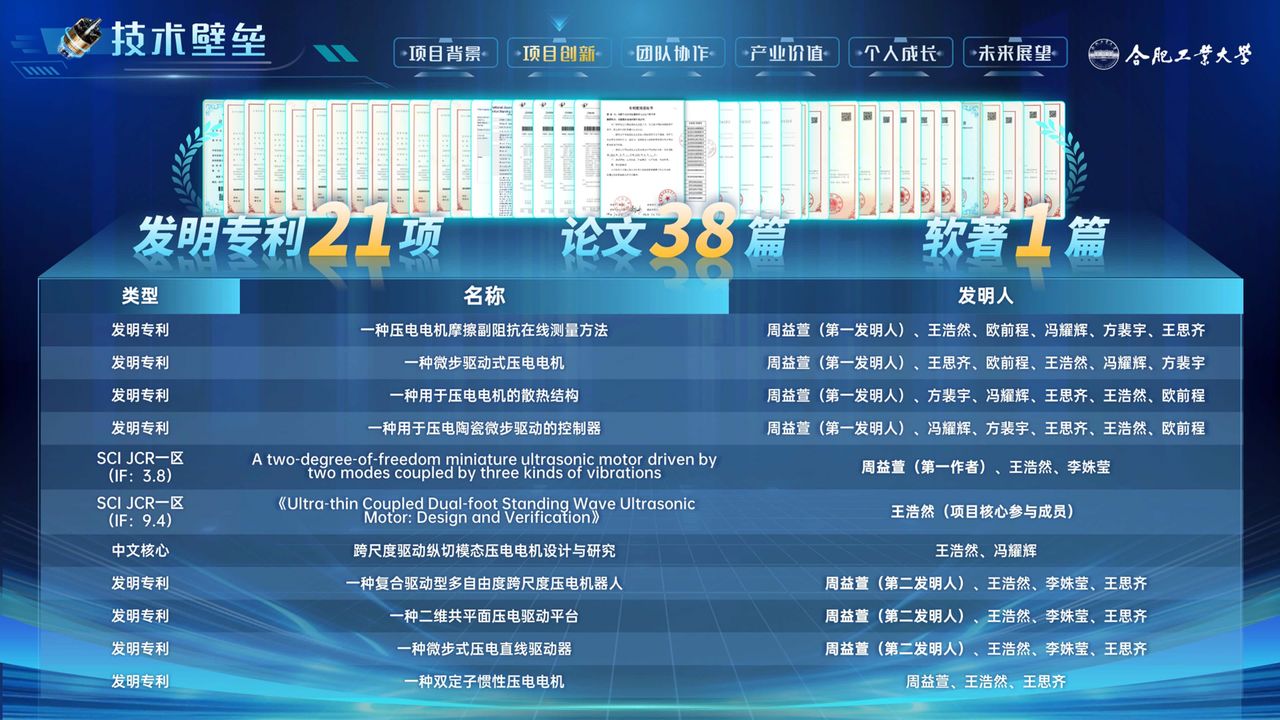 技术壁垒
项目背景
项目创新
团队协作
产业价值
个人成长
未来展望
合肥工业大学
发明专利21项
论文38篇
软著1篇
类型 名称 发明人
发明专利 一种压电电机摩擦副阻抗在线测量方法 周益萱（第一发明人）、王浩然、欧前程、冯耀辉、方裴宇、王思齐
发明专利 一种微步驱动式压电电机 周益萱（第一发明人）、王思齐、欧前程、王浩然、冯耀辉、方裴宇
发明专利 一种用于压电电机的散热结构 周益萱（第一发明人）、方裴宇、冯耀辉、王思齐、王浩然、欧前程
发明专利 一种用于压电陶瓷微步驱动的控制器 周益萱（第一发明人）、冯耀辉、方裴宇、王思齐、王浩然、欧前程
SCI JCR一区
（IF：3.8）
A two-degree-of-freedom miniature ultrasonic motor driven by
two modes coupled by three kinds of vibrations
周益萱（第一作者）、王浩然、李姝莹
SCI JCR一区
（IF：9.4）
《Ultra-thin Coupled Dual-foot Standing Wave Ultrasonic
Motor: Design and Verification》
王浩然（项目核心参与成员）
中文核心 跨尺度驱动纵切模态压电电机设计与研究 王浩然、冯耀辉
发明专利 一种复合驱动型多自由度跨尺度压电机器人 周益萱（第二发明人）、王浩然、李姝莹、王思齐
发明专利 一种二维共平面压电驱动平台 周益萱（第二发明人）、王浩然、李姝莹、王思齐
发明专利 一种微步式压电直线驱动器 周益萱（第二发明人）、王浩然、李姝莹、王思齐
发明专利 一种双定子惯性压电电机 周益萱、王浩然、王思齐